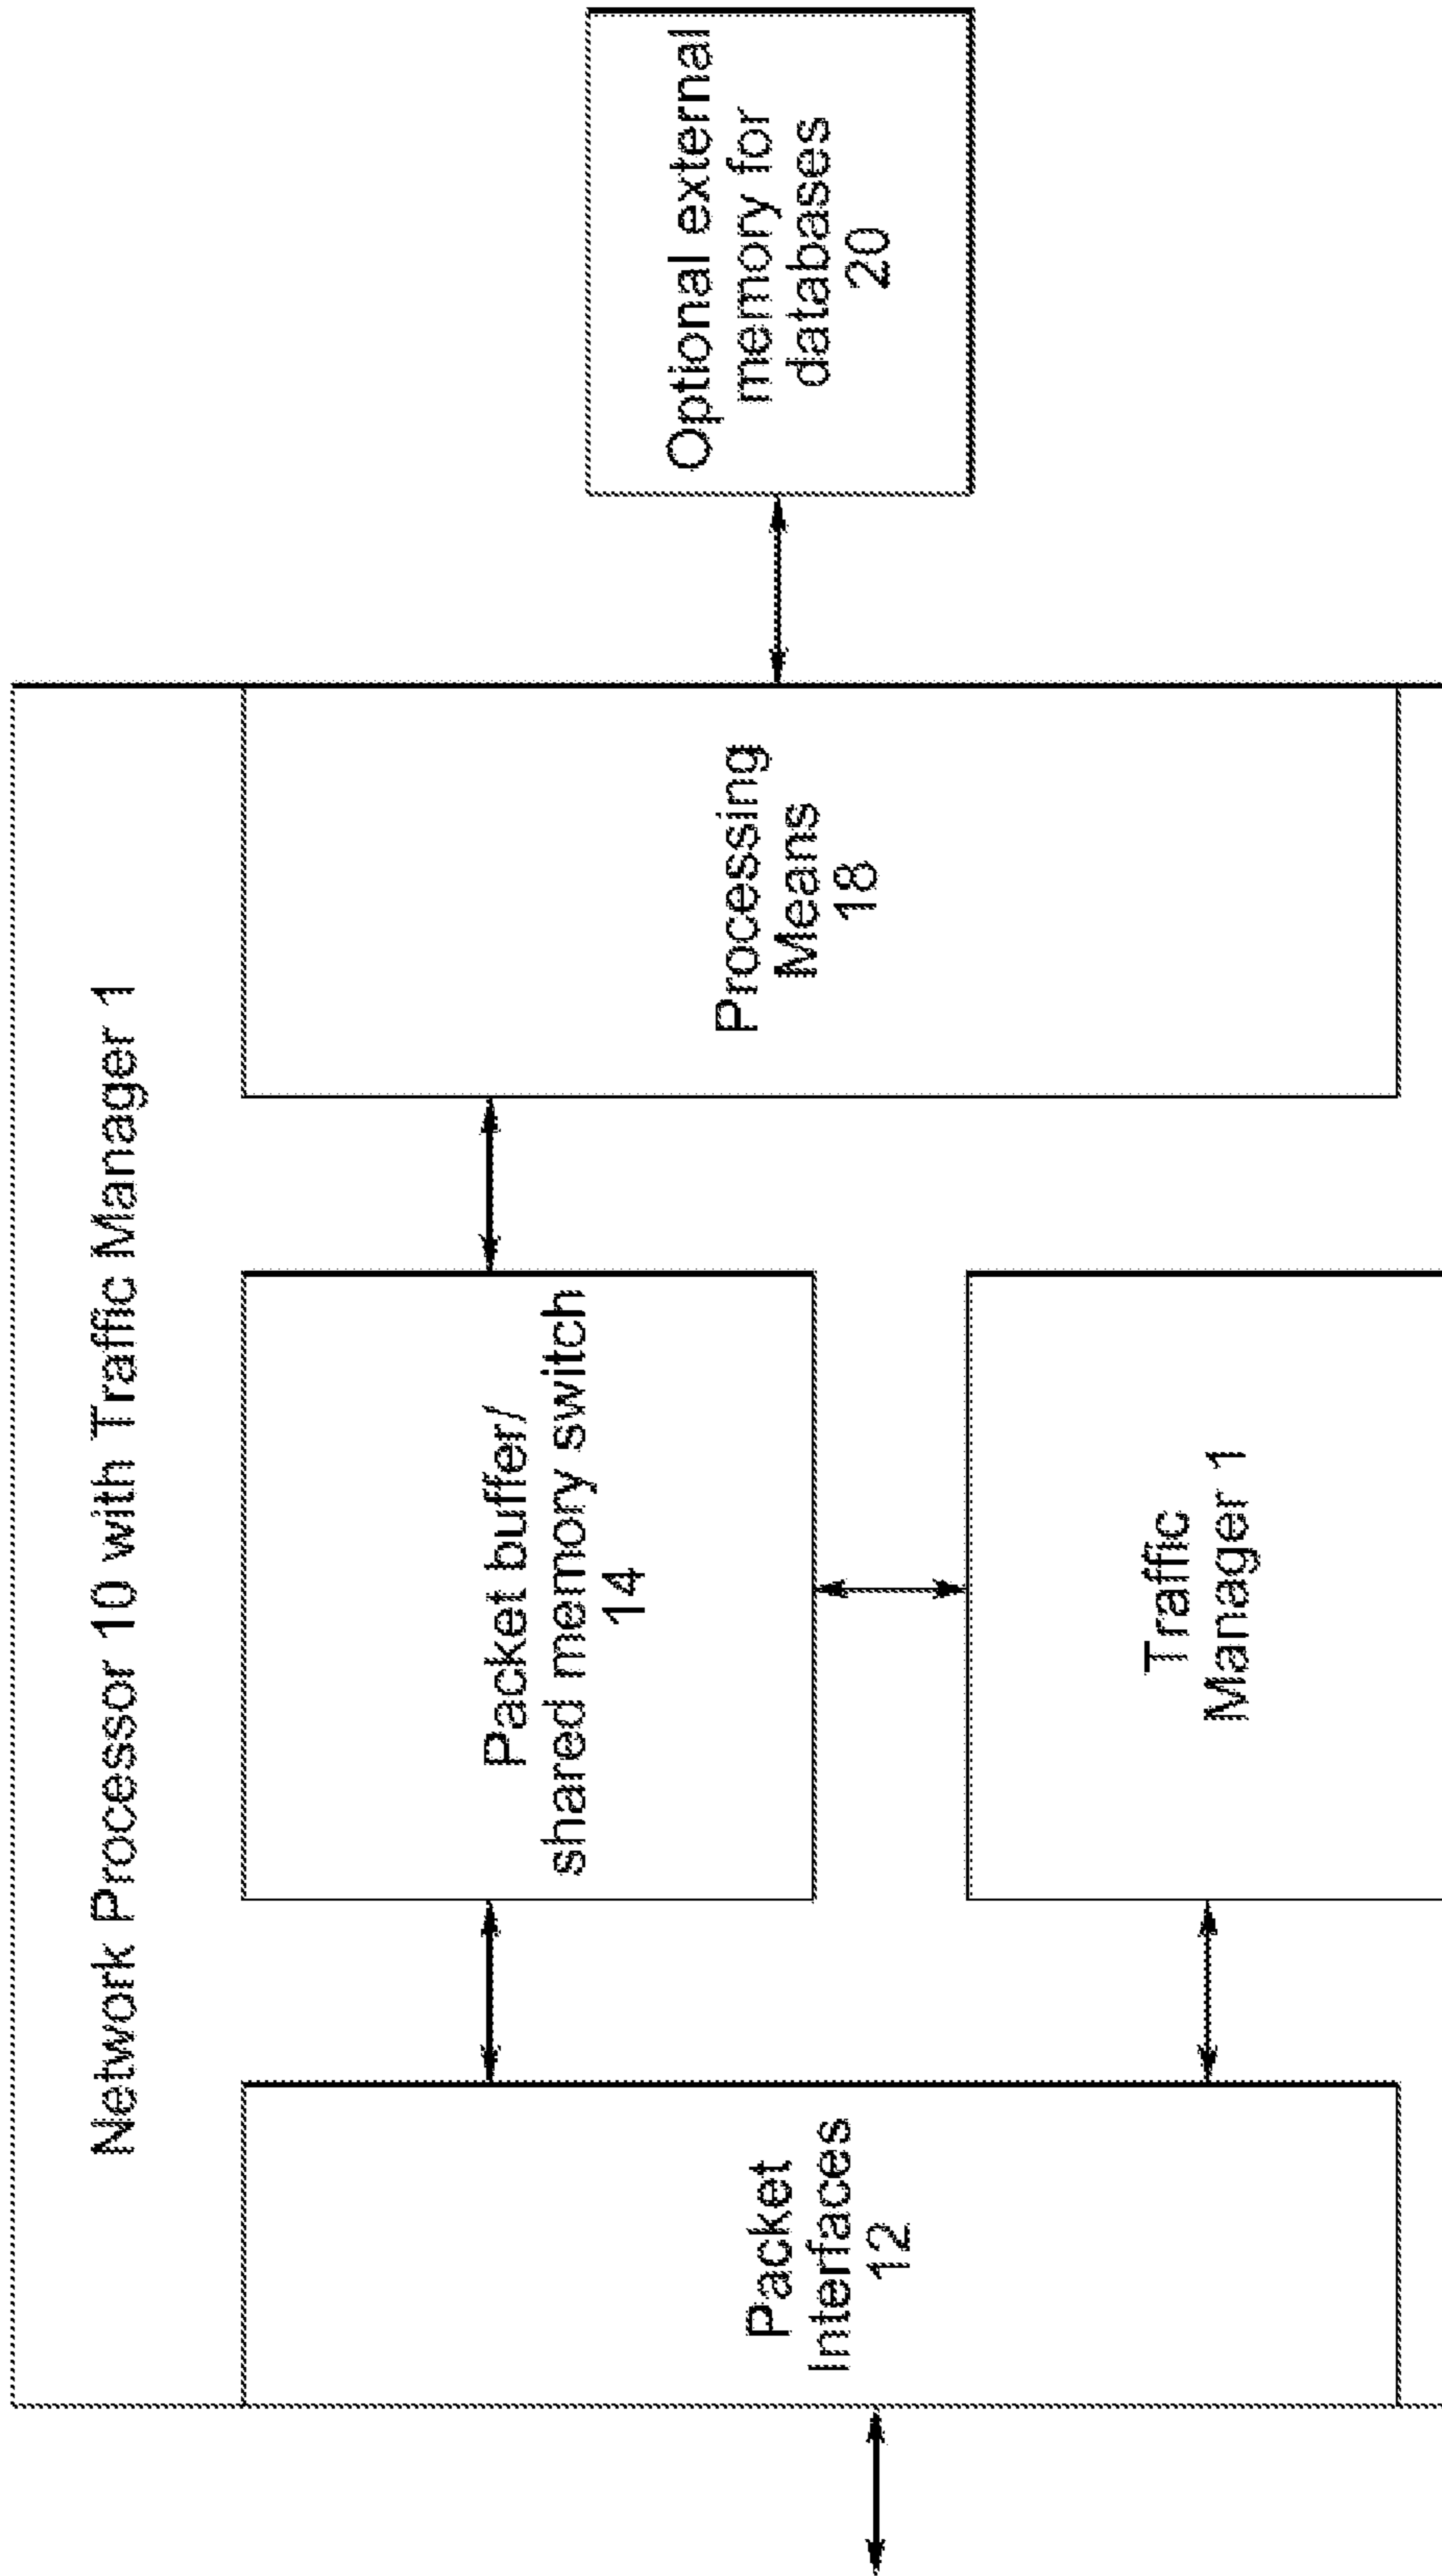 Network Processor 10 with Traffic Manager 1
Packet
Interfaces
12
Packet buffer/
shared memory switch
14
Traffic
Manager 1
Processing
Means
18
Optional external
memory for
databases
20